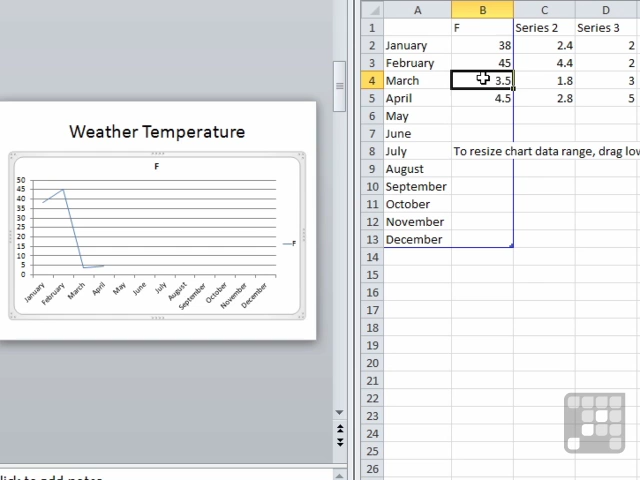 Weather Temperature
F
50
45
40
35
30
25
20
15
10
5
0
F
January
February
March
April
May
June
July
August
September
October
November
December
A B C D
1 F Series 2 Series 3
2 January 38 2.4 2
3 February 45 4.4 2
4 March 3.5 1.8 3
5 April 4.5 2.8 5
6 May
7 June
8 July To resize chart data range, drag low
9 August
10 September
11 October
12 November
13 December
14
15
16
17
18
19
20
21
22
23
24
25
26
lick to add notes